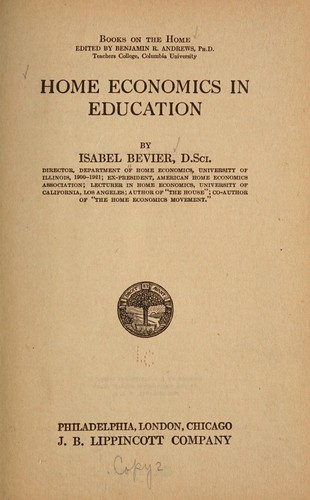 BOOKS ON THE HOME
EDITED BY BENJAMIN R. ANDREWS, PH.D.
Teachers College, Columbia University
HOME ECONOMICS IN
EDUCATION
BY
ISABEL BEVIER, D.SCI.
DIRECTOR, DEPARTMENT OF HOME ECONOMICS, UNIVERSITY OF
ILLINOIS, 1900-1921; EX-PRESIDENT, AMERICAN HOME ECONOMICS
ASSOCIATION; LECTURER IN HOME ECONOMICS, UNIVERSITY OF
CALIFORNIA, LOS ANGELES; AUTHOR OF "THE HOUSE"; CO-AUTHOR
OF "THE HOME ECONOMICS MOVEMENT."
PHILADELPHIA, LONDON, CHICAGO
J. B. LIPPINCOTT COMPANY
Copy 2